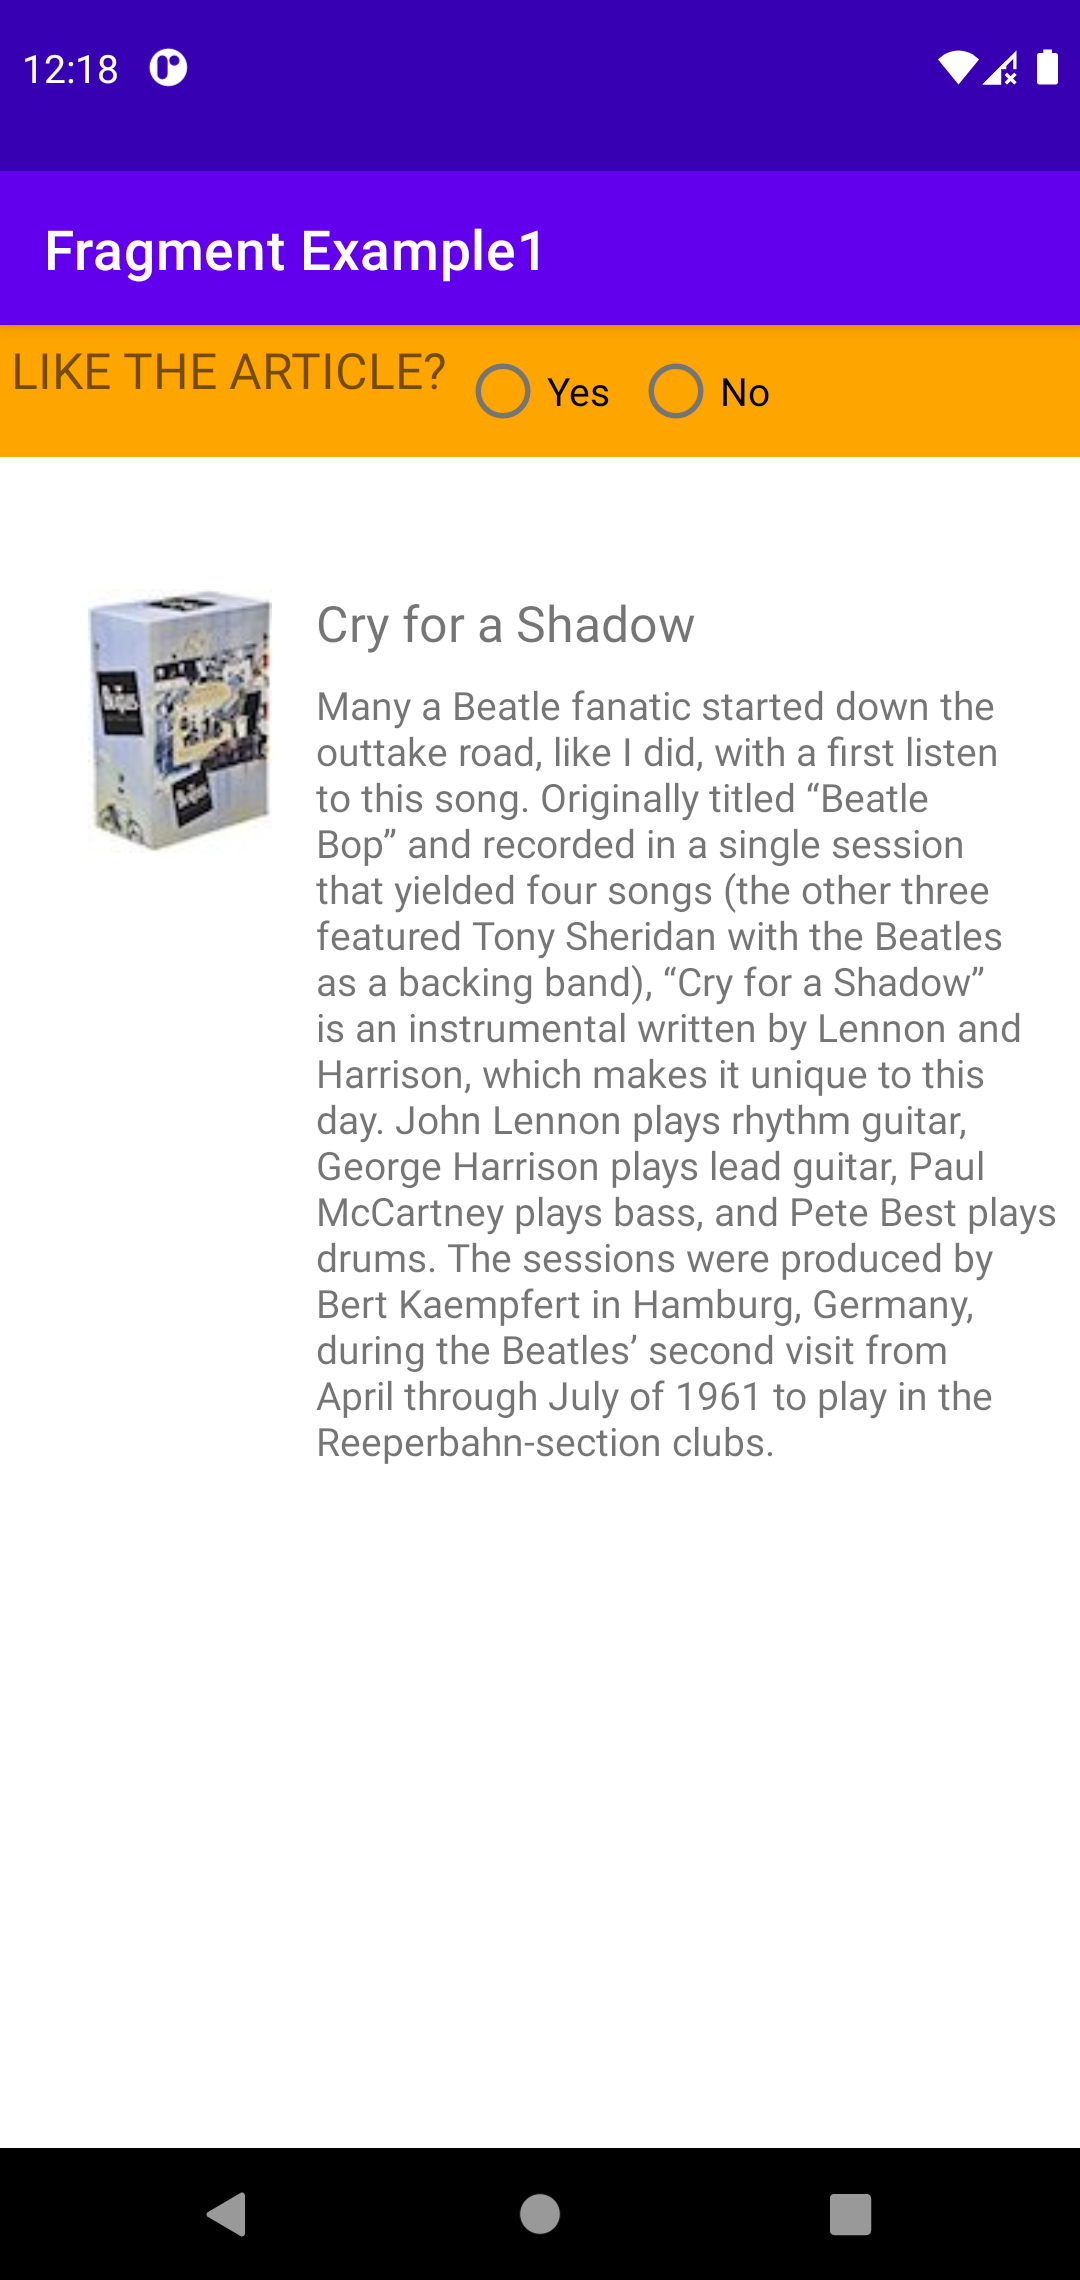 12:18
Fragment Example1
LIKE THE ARTICLE?
Yes
No
Cry for a Shadow
Many a Beatle fanatic started down the
outtake road, like I did, with a first listen
to this song. Originally titled “Beatle
Bop” and recorded in a single session
that yielded four songs (the other three
featured Tony Sheridan with the Beatles
as a backing band), “Cry for a Shadow”
is an instrumental written by Lennon and
Harrison, which makes it unique to this
day. John Lennon plays rhythm guitar,
George Harrison plays lead guitar, Paul
McCartney plays bass, and Pete Best plays
drums. The sessions were produced by
Bert Kaempfert in Hamburg, Germany,
during the Beatles’ second visit from
April through July of 1961 to play in the
Reeperbahn-section clubs.